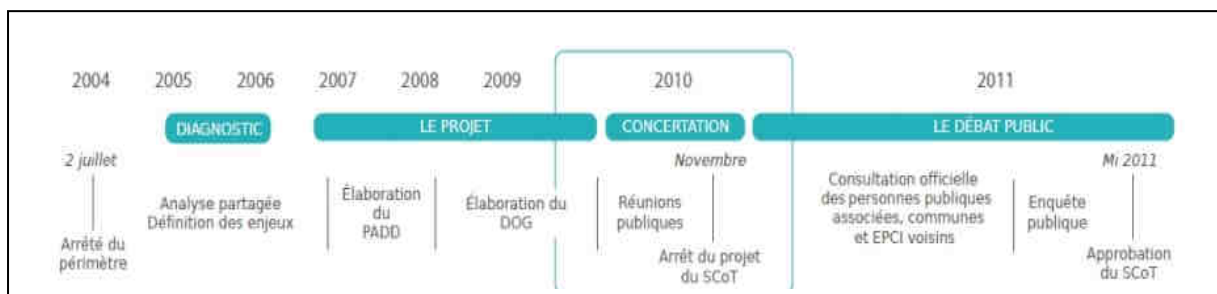 2004 2005 2006 2007 2008 2009 2010 2011
DIAGNOSTIC LE PROJET CONCERTATION LE DÉBAT PUBLIC
2 juillet
Arrêté du
périmètre
Analyse partagée
Définition des enjeux
Élaboration
du
PADD
Élaboration du
DOG
Réunions
publiques
Novembre
Arrêt du projet
du SCoT
Consultation officielle
des personnes publiques
associées, communes
et EPCI voisins
Enquête
publique
Mi 2011
Approbation
du SCoT